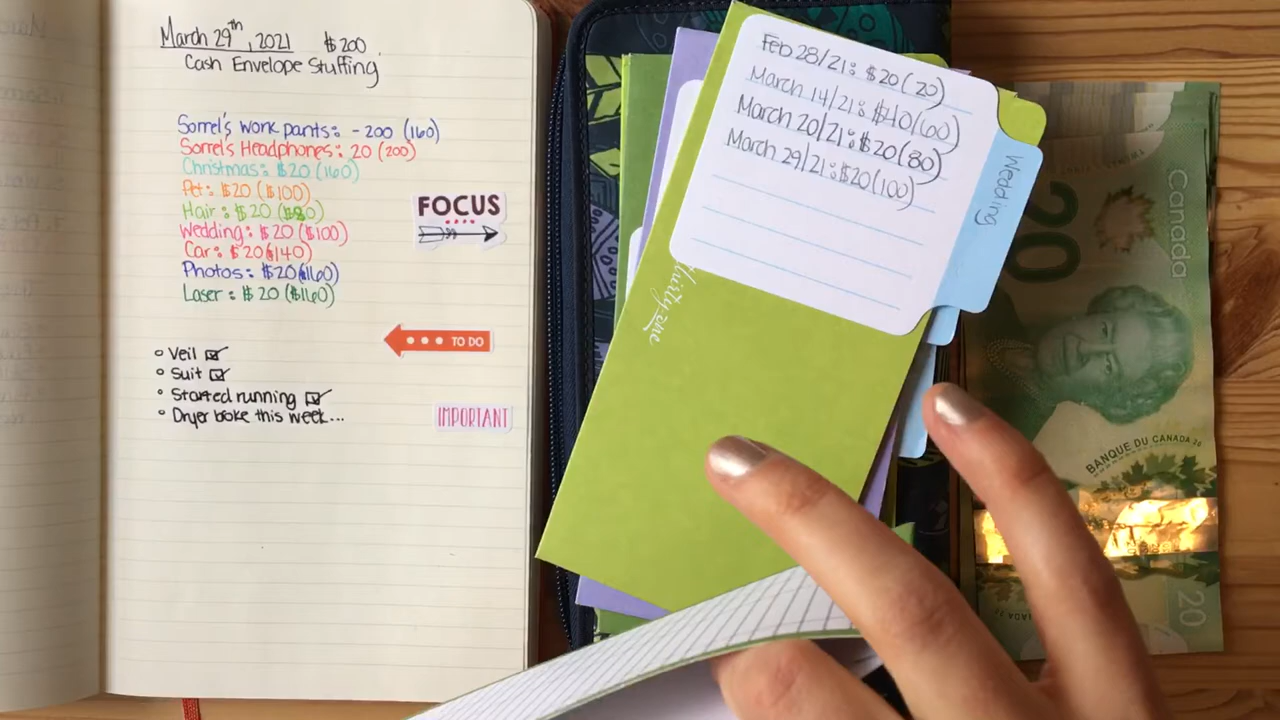 March 29th, 2021 $200
Cash Envelope Stuffing
Sorrel's work pants: -200 (160)
Sorrel's Headphones: 20 (200)
Christmas: $20 (160)
Pet: $20 ($100)
Hair: $20 ($80)
Wedding: $20 ($100)
Car: $20 (140)
Photos: $20 ($160)
Laser: $20 ($160)
FOCUS
TO DO
Veil
Suit
Started running
Dryer broke this week...
IMPORTANT
Feb 28/21: $20 (20)
March 14/21: $40 (60)
March 20/21: $20 (80)
March 29/21: $20 (100)
Wedding
thirty-one
Canada
20
BANQUE DU CANADA 20
20